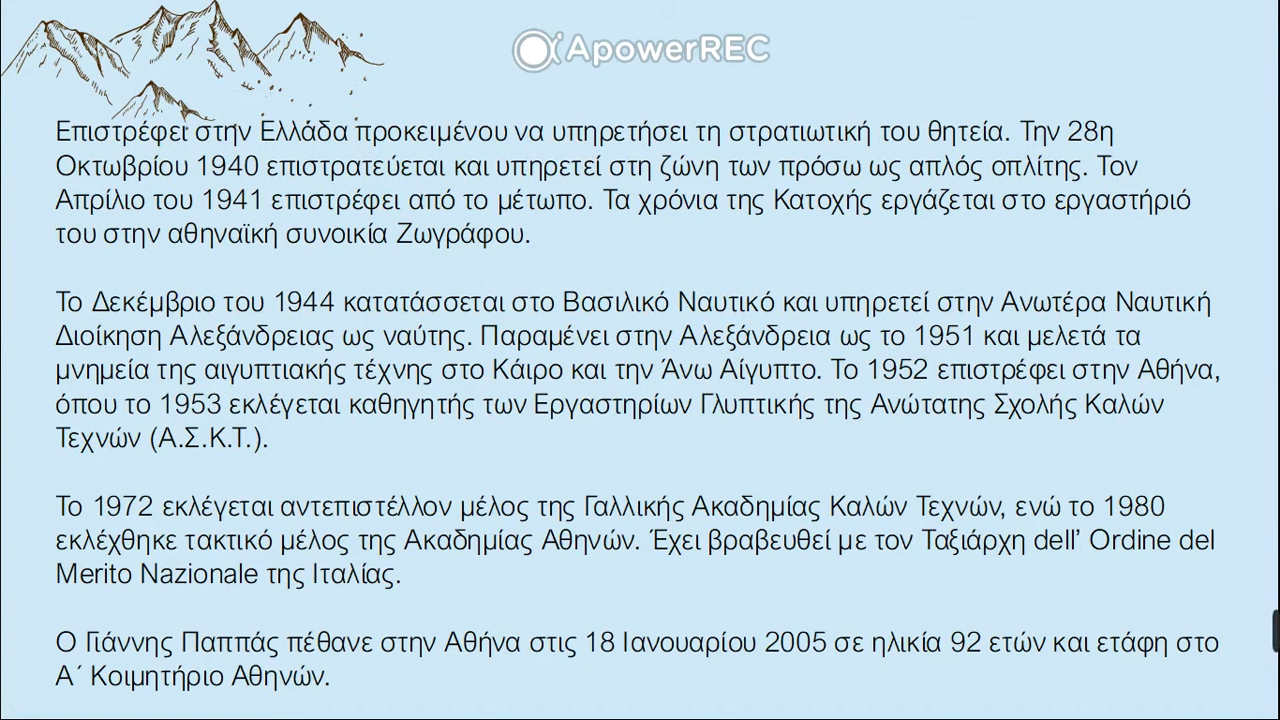 ApowerREC
Επιστρέφει στην Ελλάδα προκειμένου να υπηρετήσει τη στρατιωτική του θητεία. Την 28η
Οκτωβρίου 1940 επιστρατεύεται και υπηρετεί στη ζώνη των πρόσω ως απλός οπλίτης. Τον
Απρίλιο του 1941 επιστρέφει από το μέτωπο. Τα χρόνια της Κατοχής εργάζεται στο εργαστήριό
του στην αθηναϊκή συνοικία Ζωγράφου.
Το Δεκέμβριο του 1944 κατατάσσεται στο Βασιλικό Ναυτικό και υπηρετεί στην Ανωτέρα Ναυτική
Διοίκηση Αλεξάνδρειας ως ναύτης. Παραμένει στην Αλεξάνδρεια ως το 1951 και μελετά τα
μνημεία της αιγυπτιακής τέχνης στο Κάιρο και την Άνω Αίγυπτο. Το 1952 επιστρέφει στην Αθήνα,
όπου το 1953 εκλέγεται καθηγητής των Εργαστηρίων Γλυπτικής της Ανώτατης Σχολής Καλών
Τεχνών (Α.Σ.Κ.Τ.).
Το 1972 εκλέγεται αντεπιστέλλον μέλος της Γαλλικής Ακαδημίας Καλών Τεχνών, ενώ το 1980
εκλέχθηκε τακτικό μέλος της Ακαδημίας Αθηνών. Έχει βραβευθεί με τον Ταξιάρχη dell’ Ordine del
Merito Nazionale της Ιταλίας.
Ο Γιάννης Παππάς πέθανε στην Αθήνα στις 18 Ιανουαρίου 2005 σε ηλικία 92 ετών και ετάφη στο
Α΄ Κοιμητήριο Αθηνών.